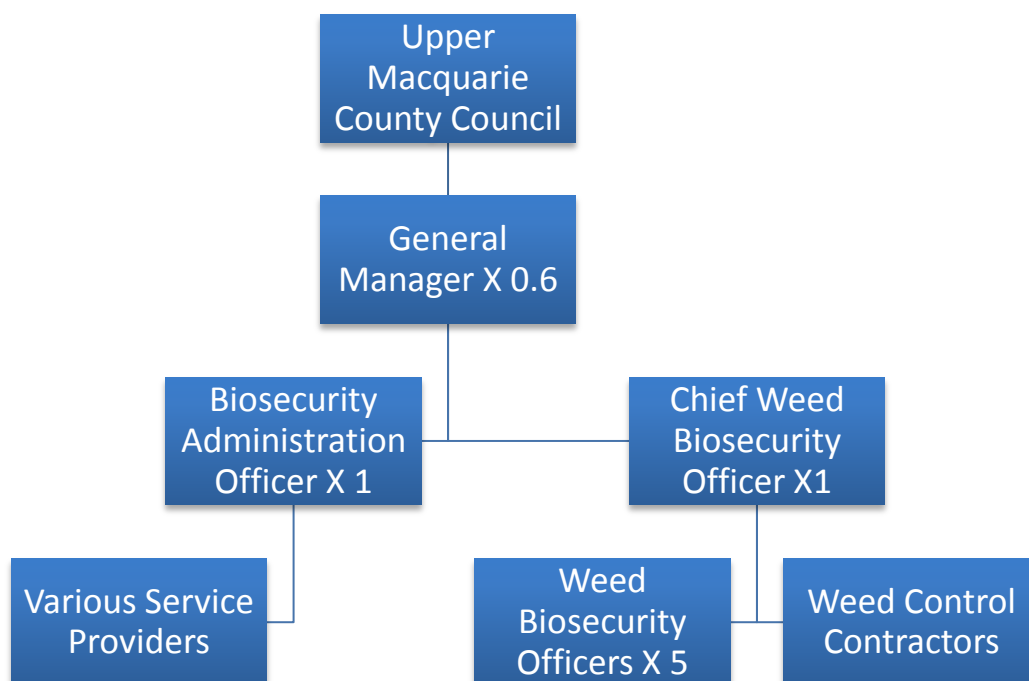 Upper
Macquarie
County Council
General
Manager X 0.6
Biosecurity
Administration
Officer X 1
Chief Weed
Biosecurity
Officer X1
Various Service
Providers
Weed
Biosecurity
Officers X 5
Weed Control
Contractors